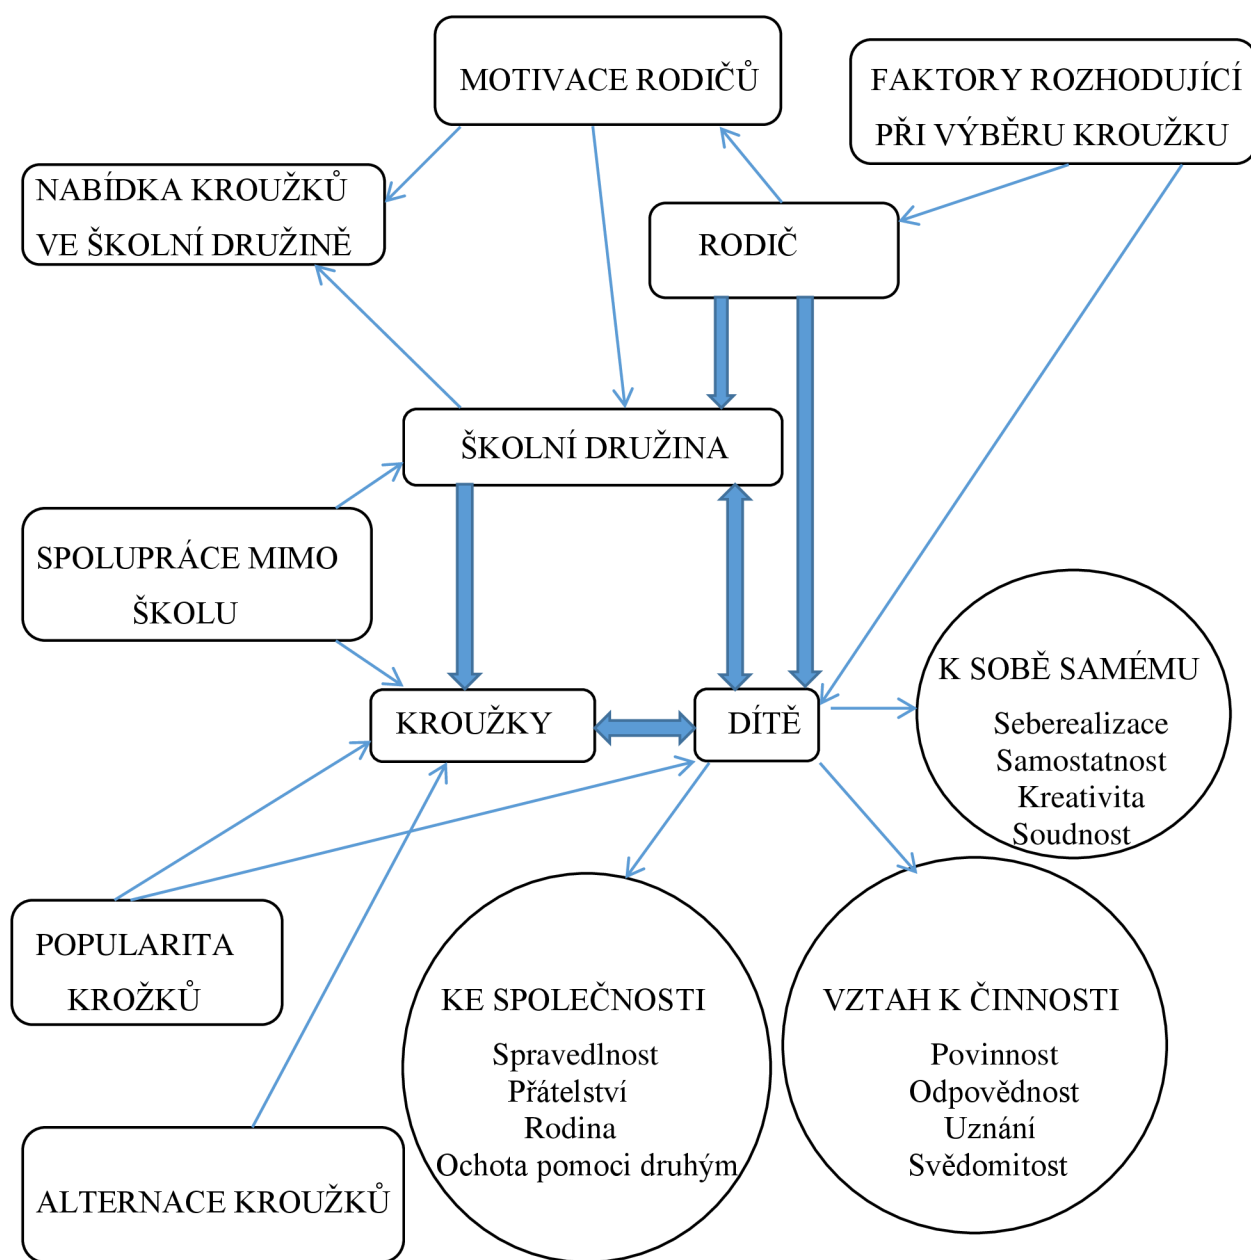 MOTIVACE RODIČŮ
FAKTORY ROZHODUJÍCÍ
PŘI VÝBĚRU KROUŽKU
NABÍDKA KROUŽKŮ
VE ŠKOLNÍ DRUŽINĚ
RODIČ
ŠKOLNÍ DRUŽINA
SPOLUPRÁCE MIMO
ŠKOLU
K SOBĚ SAMÉMU
Seberealizace
Samostatnost
Kreativita
Soudnost
KROUŽKY
DÍTĚ
POPULARITA
KROŽKŮ
KE SPOLEČNOSTI
Spravedlnost
Přátelství
Rodina
Ochota pomoci druhým
VZTAH K ČINNOSTI
Povinnost
Odpovědnost
Uznání
Svědomitost
ALTERNACE KROUŽKŮ